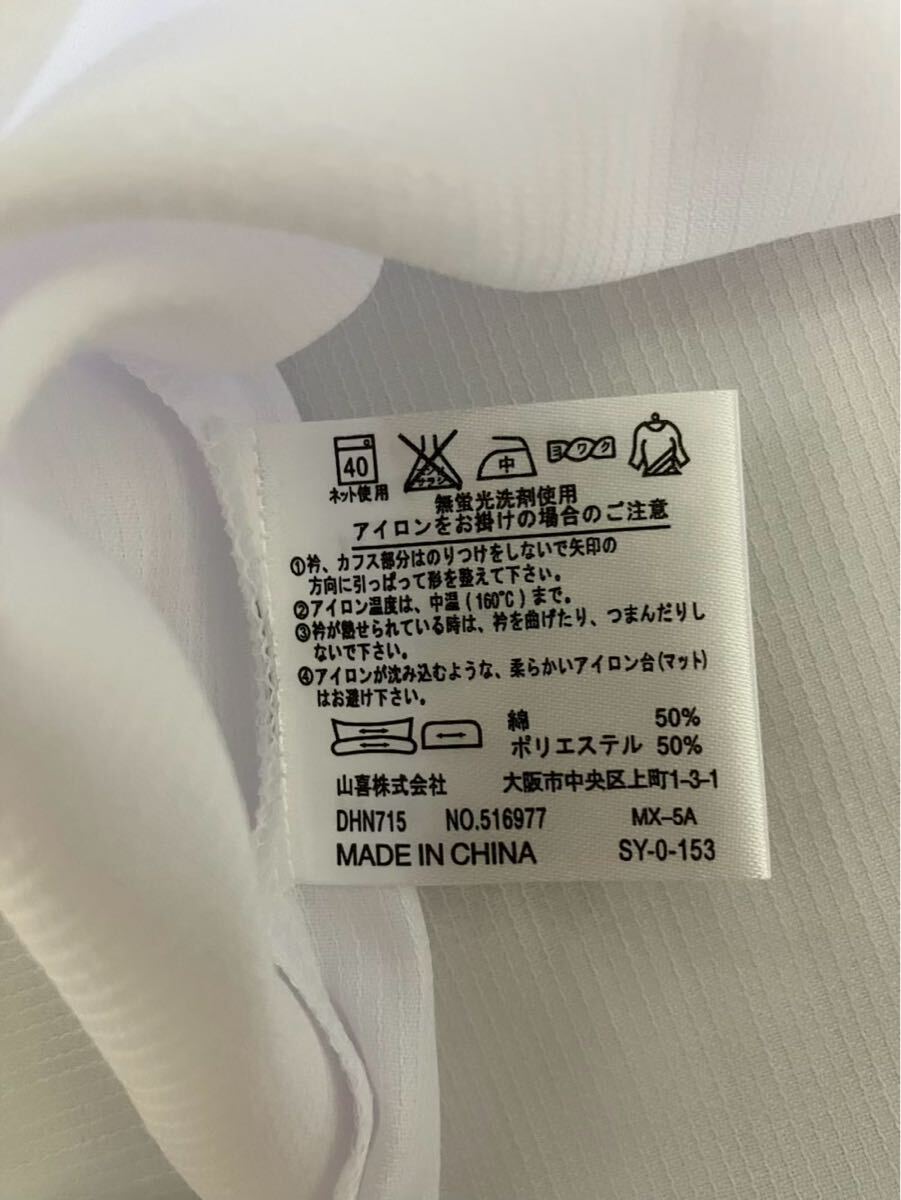 40
中
ヨワク
ネット使用
無蛍光洗剤使用
アイロンをお掛けの場合のご注意
①衿、カフス部分はのりつけをしないで矢印の
方向に引っぱって形を整えて下さい。
②アイロン温度は、中温(160℃)まで。
③衿が熱せられている時は、衿を曲げたり、つまんだりし
ないで下さい。
④アイロンが沈み込むような、柔らかいアイロン台(マット)
はお避け下さい。
綿 50%
ポリエステル 50%
山喜株式会社 大阪市中央区上町1-3-1
DHN715 NO.516977 MX-5A
MADE IN CHINA SY-0-153